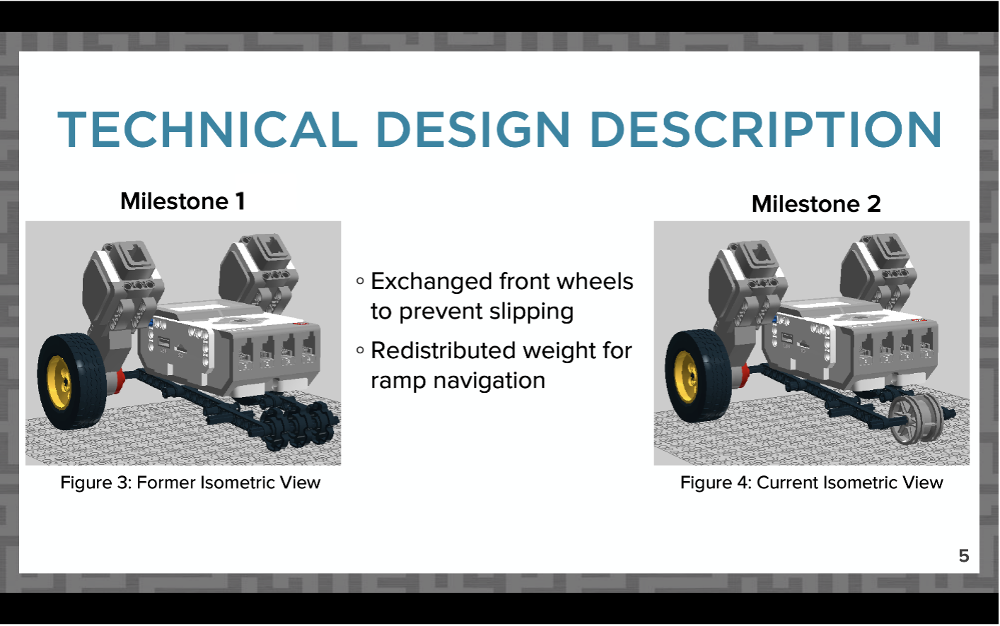 TECHNICAL DESIGN DESCRIPTION
Milestone 1
Milestone 2
◦ Exchanged front wheels
to prevent slipping
◦ Redistributed weight for
ramp navigation
Figure 3: Former Isometric View
Figure 4: Current Isometric View
5